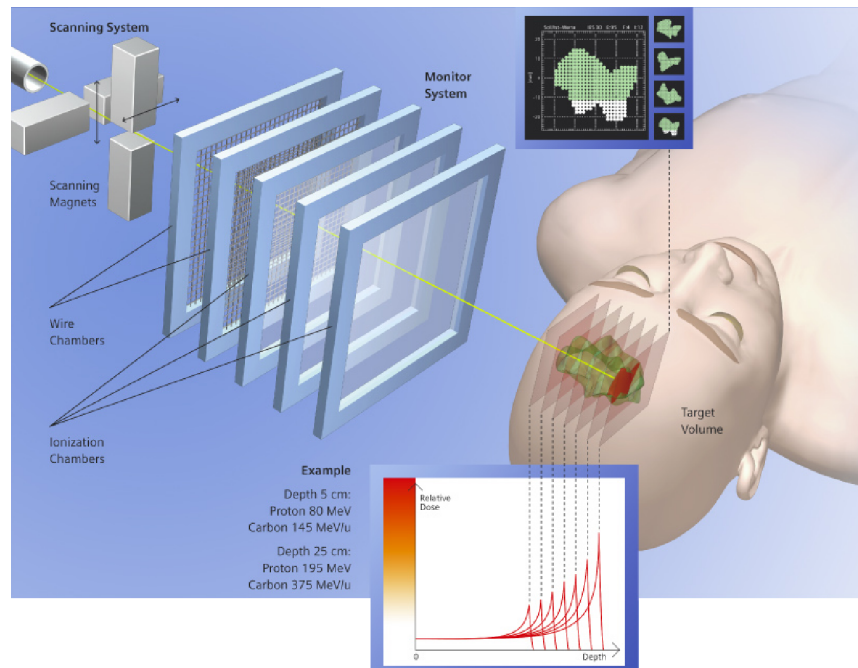 Scanning System
Monitor
System
Scanning
Magnets
Wire
Chambers
Ionization
Chambers
Target
Volume
Example
Depth 5 cm:
Proton 80 MeV
Carbon 145 MeV/u
Depth 25 cm:
Proton 195 MeV
Carbon 375 MeV/u
Relative
Dose
0
Depth